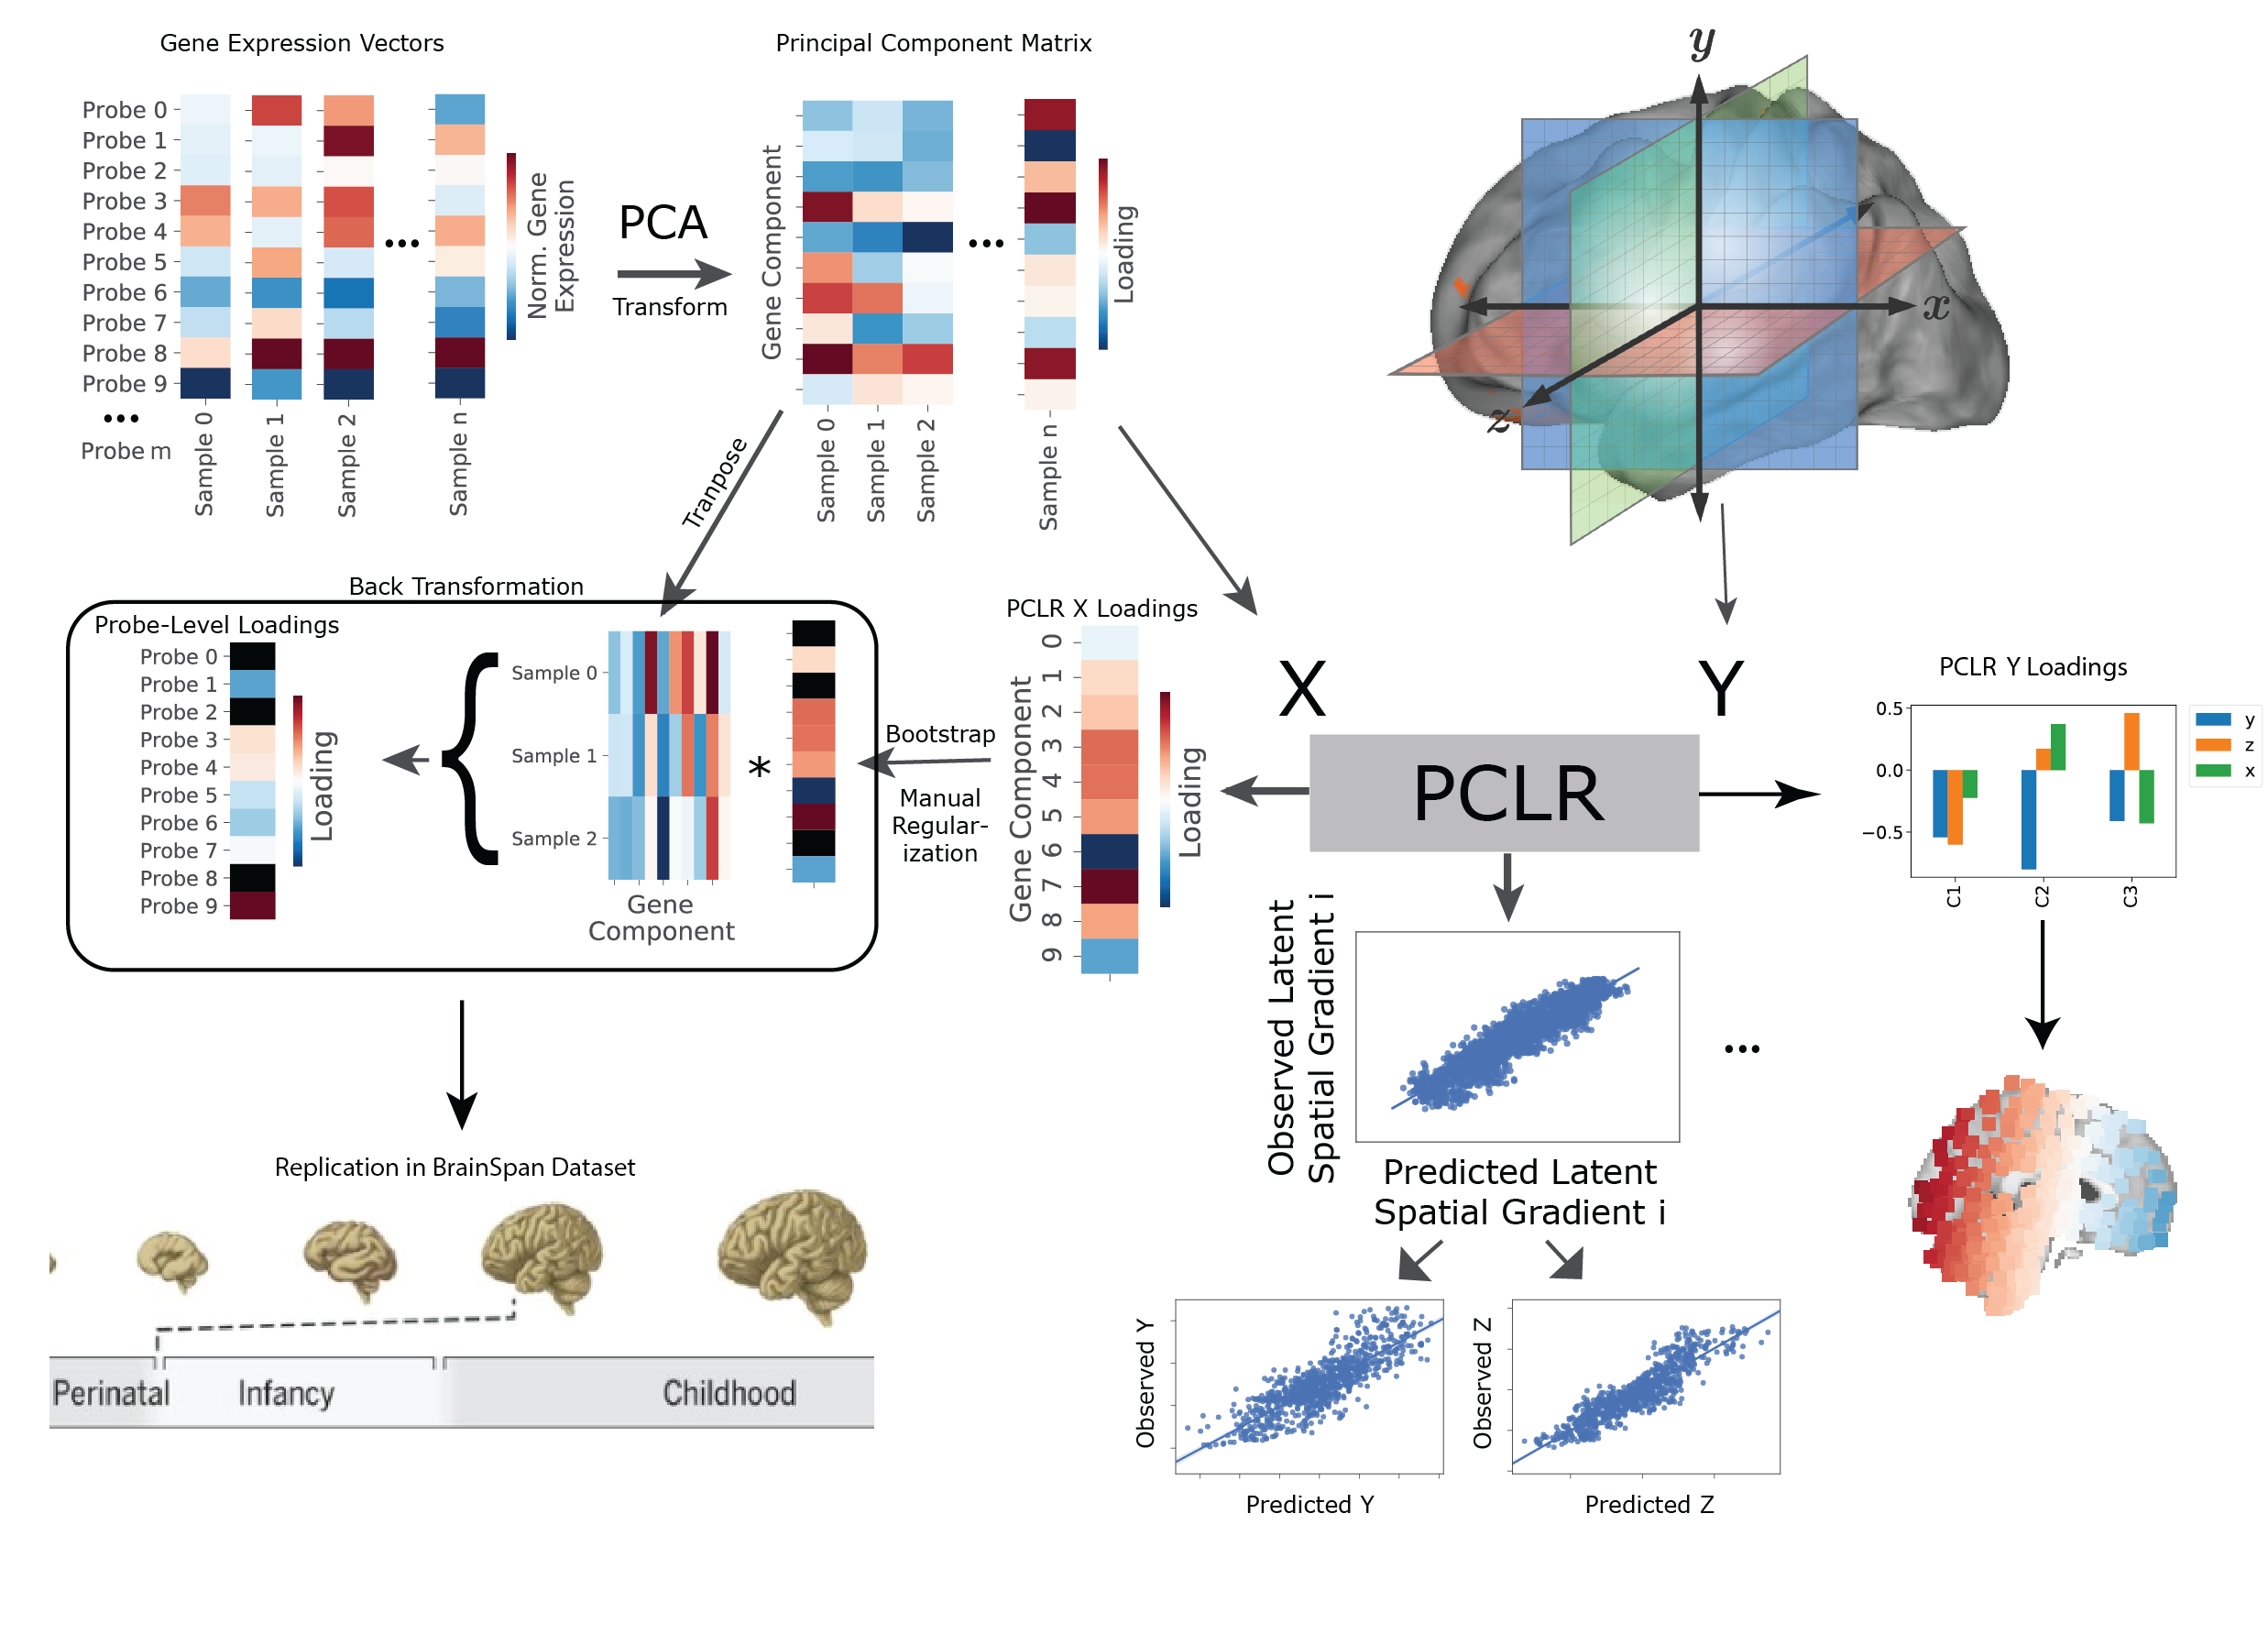 Gene Expression Vectors
Probe 0
Probe 1
Probe 2
Probe 3
Probe 4
Probe 5
Probe 6
Probe 7
Probe 8
Probe 9
...
Probe m
Sample 0
Sample 1
Sample 2
...
Sample n
Norm. Gene
Expression
PCA
Transform
Principal Component Matrix
Gene Component
Sample 0
Sample 1
Sample 2
...
Sample n
Loading
y
x
z
Tranpose
Back Transformation
Probe-Level Loadings
Probe 0
Probe 1
Probe 2
Probe 3
Probe 4
Probe 5
Probe 6
Probe 7
Probe 8
Probe 9
Loading
{
Sample 0
Sample 1
Sample 2
Gene
Component
*
Bootstrap
Manual
Regular-
ization
PCLR X Loadings
Gene Component
0
1
2
3
4
5
6
7
8
9
Loading
X
Y
PCLR
PCLR Y Loadings
0.5
0.0
−0.5
C1
C2
C3
y
z
x
Observed Latent
Spatial Gradient i
Predicted Latent
Spatial Gradient i
...
Observed Y
Predicted Y
Observed Z
Predicted Z
Replication in BrainSpan Dataset
Perinatal
Infancy
Childhood